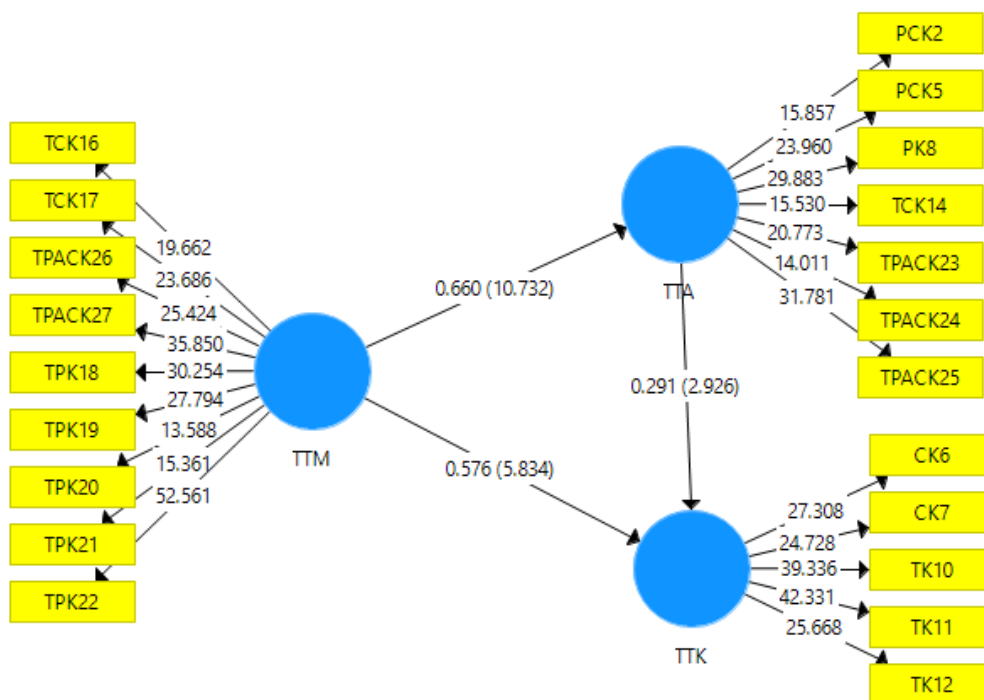 TCK16
TCK17
TPACK26
TPACK27
TPK18
TPK19
TPK20
TPK21
TPK22
19.662
23.686
25.424
35.850
30.254
27.794
13.588
15.361
52.561
TTM
0.660 (10.732)
0.576 (5.834)
TTA
0.291 (2.926)
TTK
15.857
23.960
29.883
15.530
20.773
14.011
31.781
PCK2
PCK5
PK8
TCK14
TPACK23
TPACK24
TPACK25
27.308
24.728
39.336
42.331
25.668
CK6
CK7
TK10
TK11
TK12